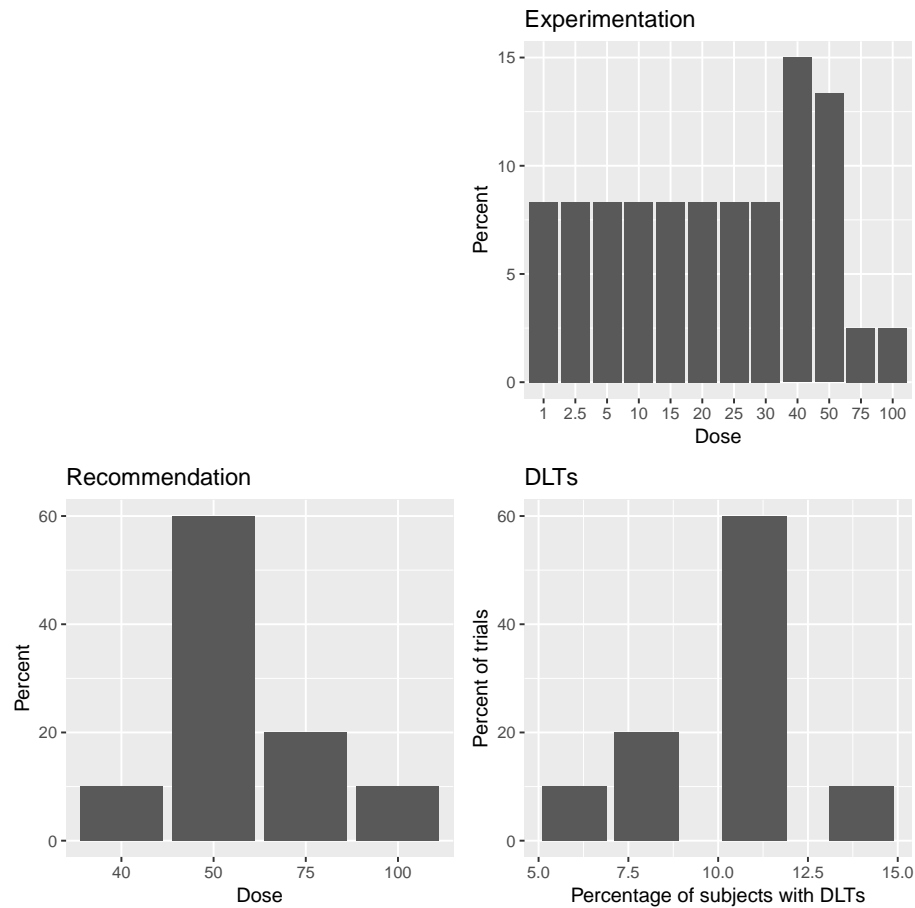 Experimentation
15
10
5
0
Percent
1 2.5 5 10 15 20 25 30 40 50 75 100
Dose
Recommendation
60
40
20
0
Percent
40 50 75 100
Dose
DLTs
60
40
20
0
Percent of trials
5.0 7.5 10.0 12.5 15.0
Percentage of subjects with DLTs